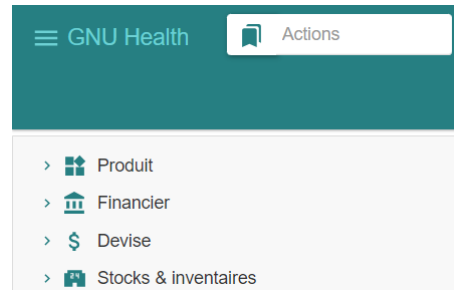 GNU Health
Actions
Produit
Financier
Devise
Stocks & inventaires